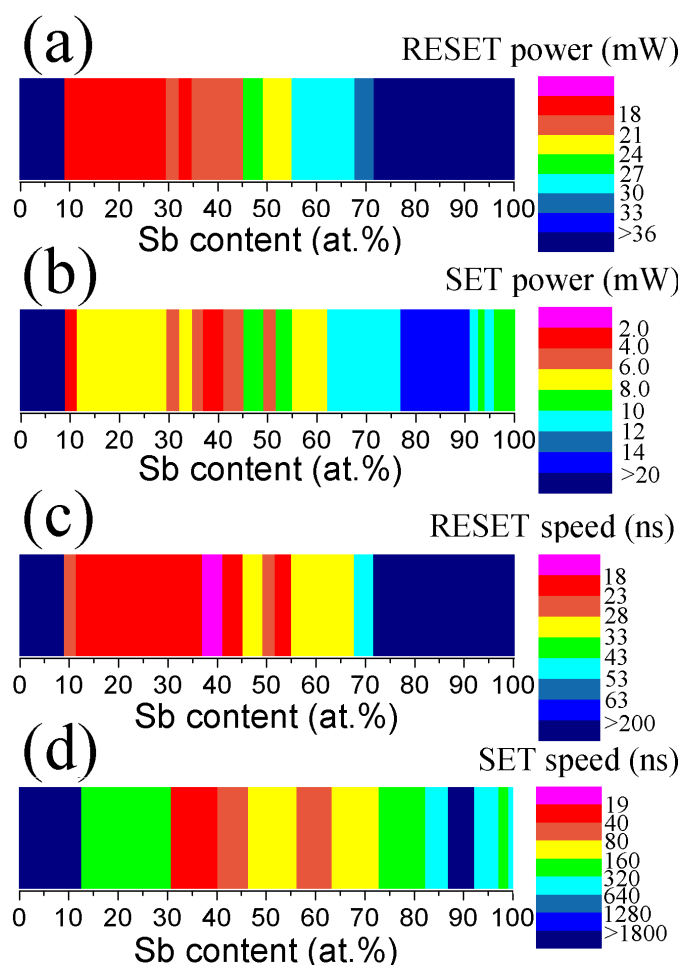 (a)
RESET power (mW)
18
21
24
27
30
33
>36
0 10 20 30 40 50 60 70 80 90 100
Sb content (at.%)
(b)
SET power (mW)
2.0
4.0
6.0
8.0
10
12
14
>20
0 10 20 30 40 50 60 70 80 90 100
Sb content (at.%)
(c)
RESET speed (ns)
18
23
28
33
43
53
63
>200
0 10 20 30 40 50 60 70 80 90 100
Sb content (at.%)
(d)
SET speed (ns)
19
40
80
160
320
640
1280
>1800
0 10 20 30 40 50 60 70 80 90 100
Sb content (at.%)